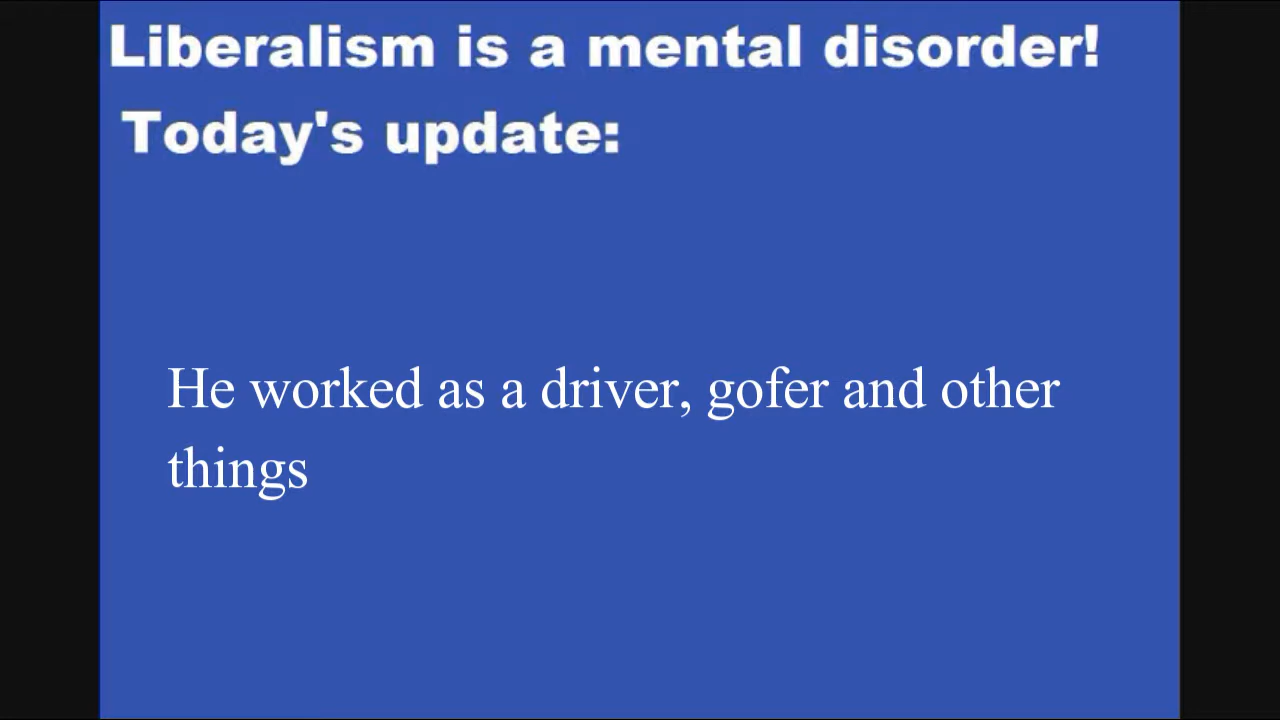 Liberalism is a mental disorder!
Today's update:
He worked as a driver, gofer and other
things